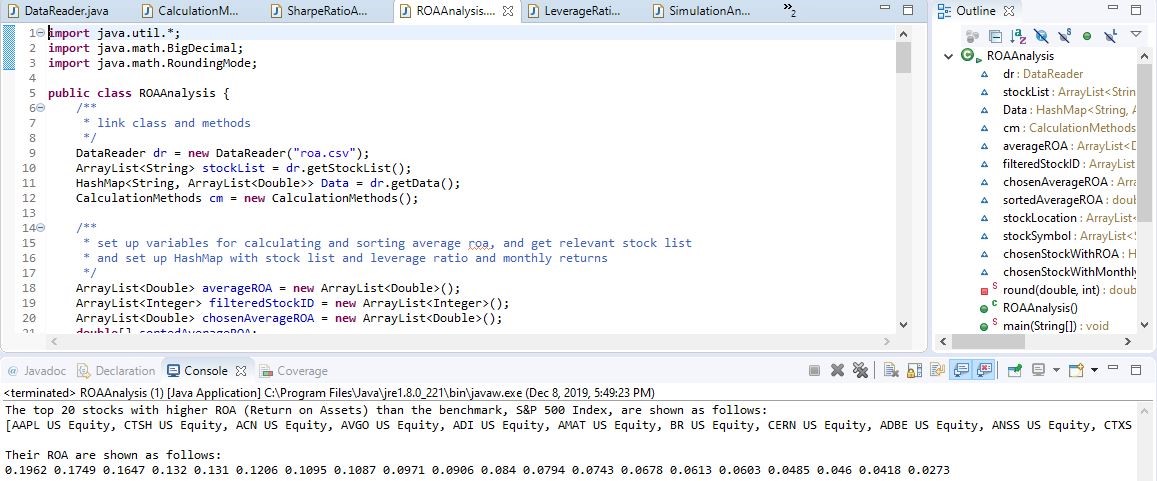 DataReader.java
CalculationM...
SharpeRatioA...
ROAAnalysis....
LeverageRati...
SimulationAn...
»2
Outline
1 import java.util.*;
2 import java.math.BigDecimal;
3 import java.math.RoundingMode;
4
5 public class ROAAnalysis {
6 /**
7 * link class and methods
8 */
9 DataReader dr = new DataReader("roa.csv");
10 ArrayList<String> stockList = dr.getStockList();
11 HashMap<String, ArrayList<Double>> Data = dr.getData();
12 CalculationMethods cm = new CalculationMethods();
13
14 /**
15 * set up variables for calculating and sorting average roa, and get relevant stock list
16 * and set up HashMap with stock list and leverage ratio and monthly returns
17 */
18 ArrayList<Double> averageROA = new ArrayList<Double>();
19 ArrayList<Integer> filteredStockID = new ArrayList<Integer>();
20 ArrayList<Double> chosenAverageROA = new ArrayList<Double>();
21 double[] sortedAverageROA;
ROAAnalysis
dr : DataReader
stockList : ArrayList<Strin
Data : HashMap<String, A
cm : CalculationMethods
averageROA : ArrayList<D
filteredStockID : ArrayList
chosenAverageROA : Arra
sortedAverageROA : doub
stockLocation : ArrayList<
stockSymbol : ArrayList<S
chosenStockWithROA : H
chosenStockWithMonthly
round(double, int) : doub
ROAAnalysis()
main(String[]) : void
@ Javadoc
Declaration
Console
Coverage
<terminated> ROAAnalysis (1) [Java Application] C:\Program Files\Java\jre1.8.0_221\bin\javaw.exe (Dec 8, 2019, 5:49:23 PM)
The top 20 stocks with higher ROA (Return on Assets) than the benchmark, S&P 500 Index, are shown as follows:
[AAPL US Equity, CTSH US Equity, ACN US Equity, AVGO US Equity, ADI US Equity, AMAT US Equity, BR US Equity, CERN US Equity, ADBE US Equity, ANSS US Equity, CTXS
Their ROA are shown as follows:
0.1962 0.1749 0.1647 0.132 0.131 0.1206 0.1095 0.1087 0.0971 0.0906 0.084 0.0794 0.0743 0.0678 0.0613 0.0603 0.0485 0.046 0.0418 0.0273